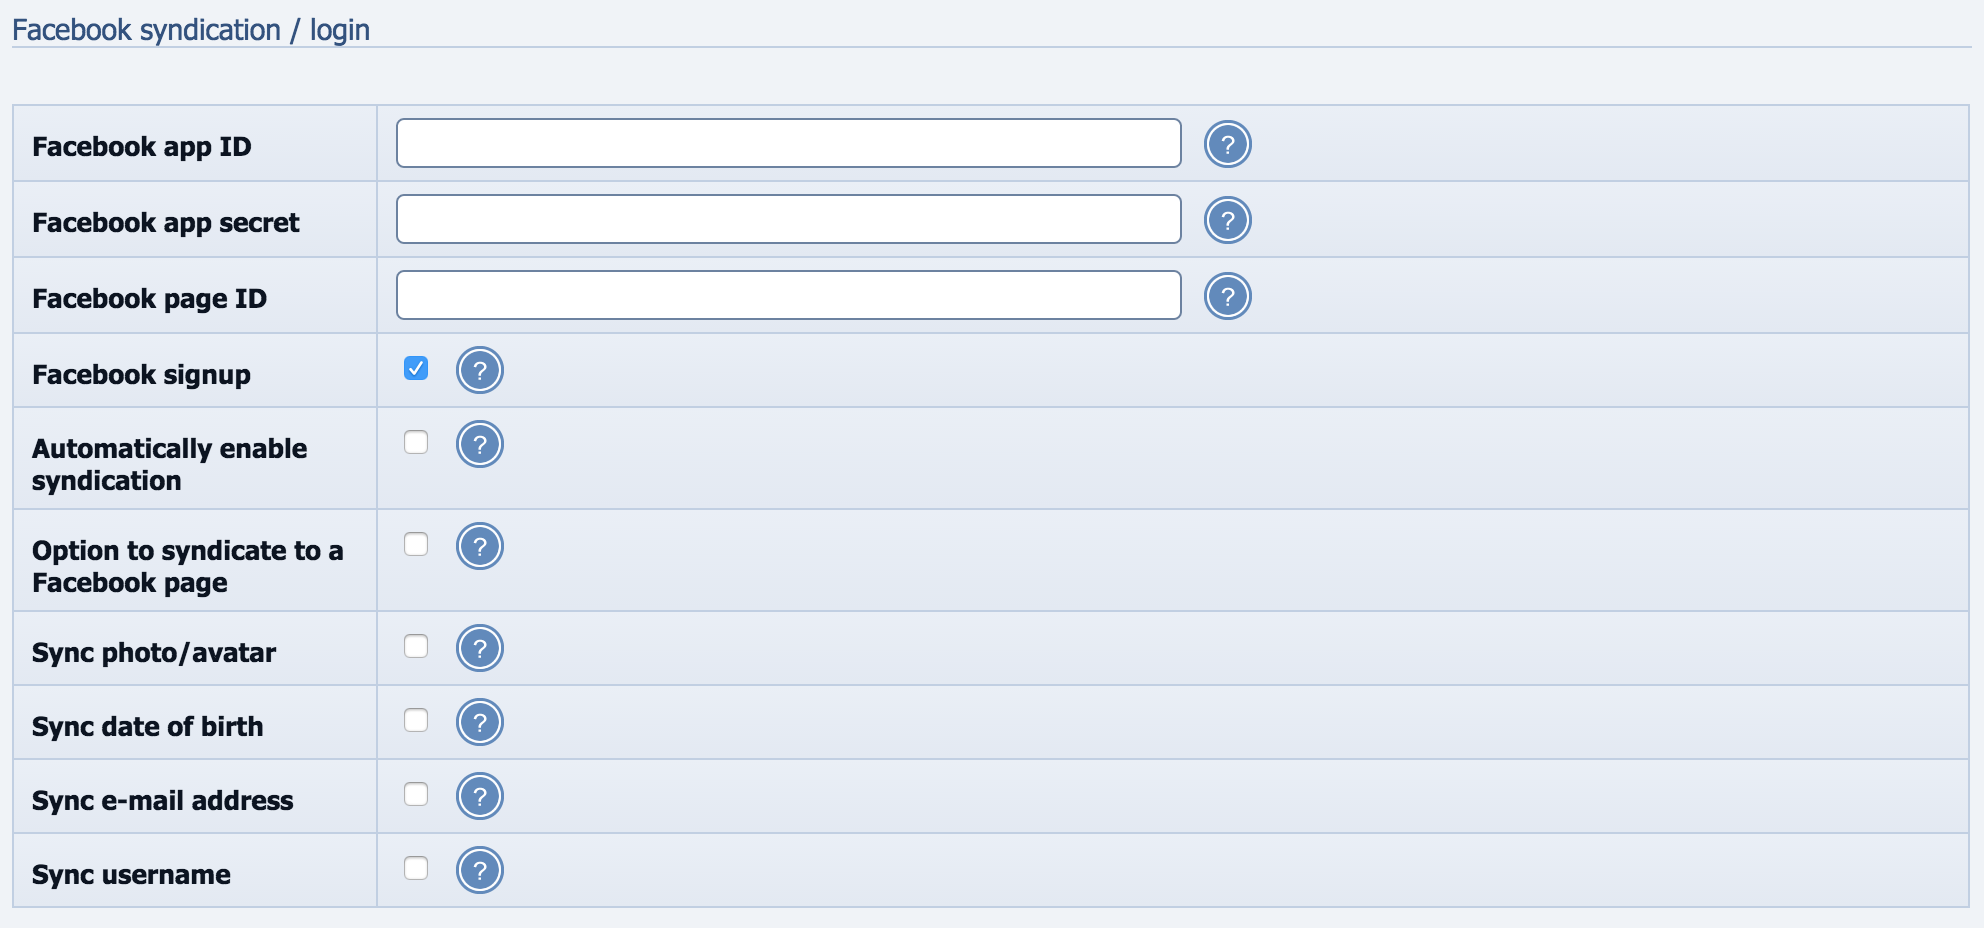 Facebook syndication / login
Facebook app ID ?
Facebook app secret ?
Facebook page ID ?
Facebook signup ?
Automatically enable ?
syndication
Option to syndicate to a ?
Facebook page
Sync photo/avatar ?
Sync date of birth ?
Sync e-mail address ?
Sync username ?